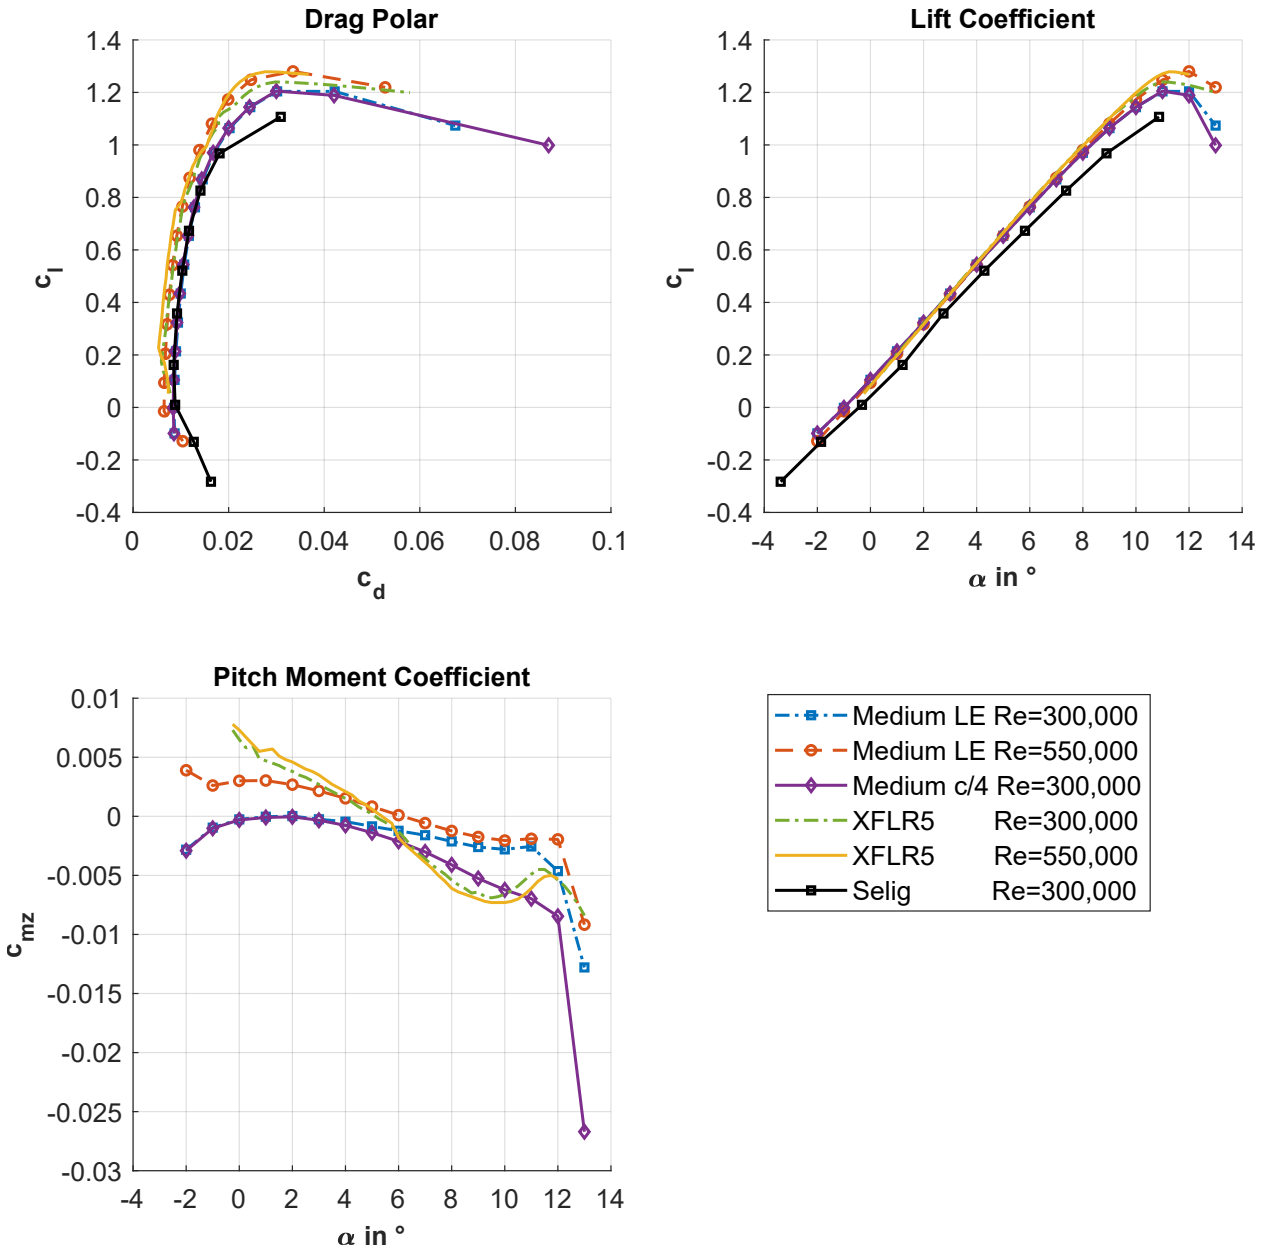 Drag Polar
1.4
1.2
1
0.8
0.6
0.4
0.2
0
-0.2
-0.4
c_l
0 0.02 0.04 0.06 0.08 0.1
c_d
Lift Coefficient
1.4
1.2
1
0.8
0.6
0.4
0.2
0
-0.2
-0.4
c_l
-4 -2 0 2 4 6 8 10 12 14
α in °
Pitch Moment Coefficient
0.01
0.005
0
-0.005
-0.01
-0.015
-0.02
-0.025
-0.03
c_mz
-4 -2 0 2 4 6 8 10 12 14
α in °
Medium LE Re=300,000
Medium LE Re=550,000
Medium c/4 Re=300,000
XFLR5 Re=300,000
XFLR5 Re=550,000
Selig Re=300,000